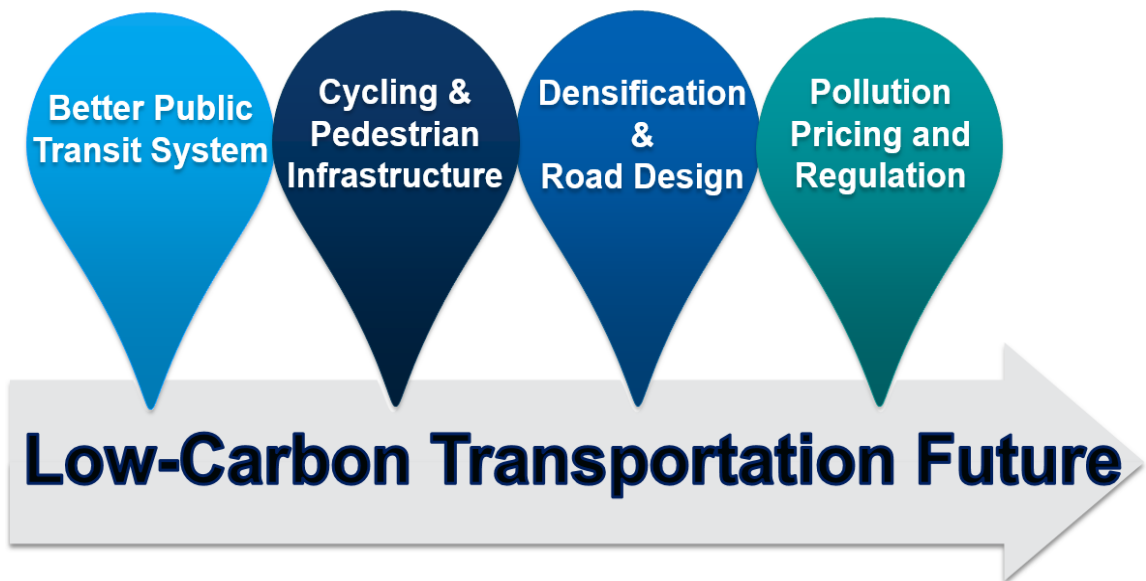 Better Public
Transit System
Cycling &
Pedestrian
Infrastructure
Densification
&
Road Design
Pollution
Pricing and
Regulation
Low-Carbon Transportation Future